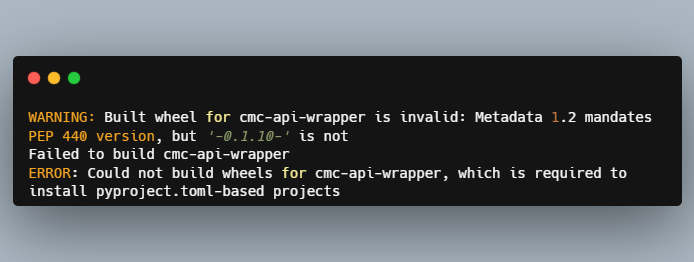 WARNING: Built wheel for cmc-api-wrapper is invalid: Metadata 1.2 mandates
PEP 440 version, but '-0.1.10-' is not
Failed to build cmc-api-wrapper
ERROR: Could not build wheels for cmc-api-wrapper, which is required to
install pyproject.toml-based projects